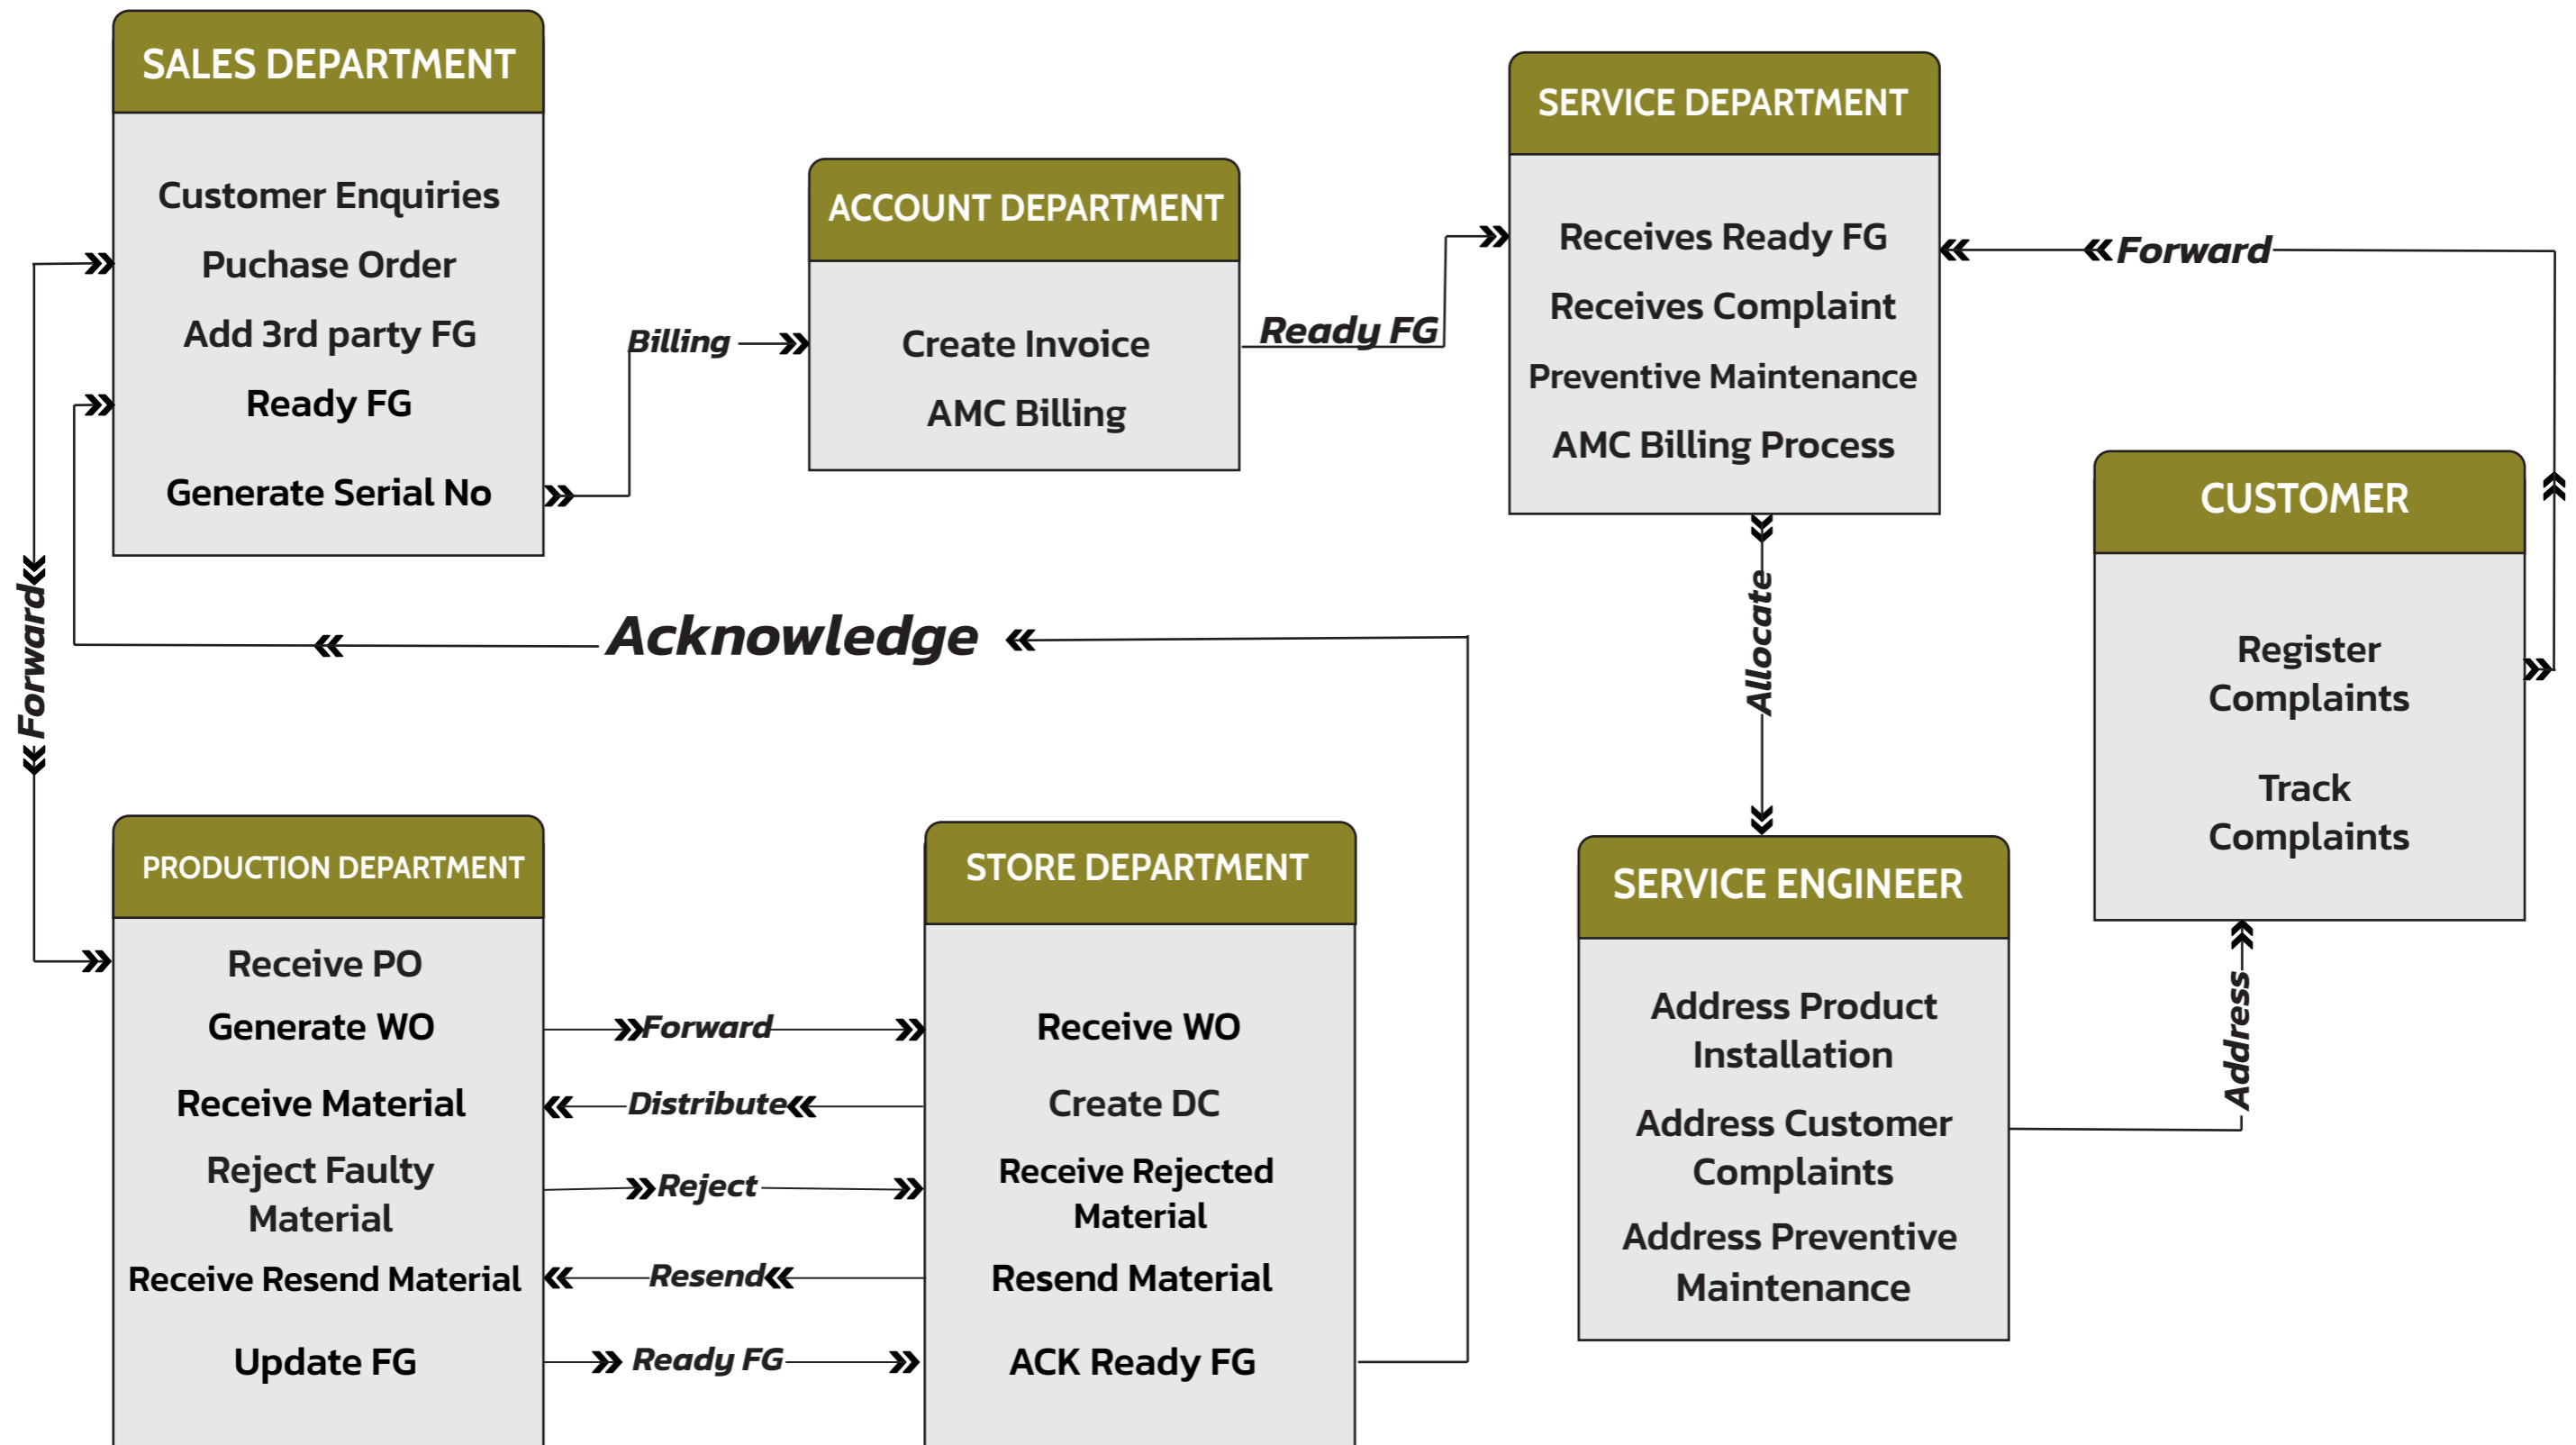 SALES DEPARTMENT
Customer Enquiries
Puchase Order
Add 3rd party FG
Ready FG
Generate Serial No
Billing
ACCOUNT DEPARTMENT
Create Invoice
AMC Billing
Ready FG
SERVICE DEPARTMENT
Receives Ready FG
Receives Complaint
Preventive Maintenance
AMC Billing Process
Forward
CUSTOMER
Register
Complaints
Track
Complaints
Forward
Acknowledge
Allocate
PRODUCTION DEPARTMENT
Receive PO
Generate WO
Receive Material
Reject Faulty
Material
Receive Resend Material
Update FG
Forward
Distribute
Reject
Resend
Ready FG
STORE DEPARTMENT
Receive WO
Create DC
Receive Rejected
Material
Resend Material
ACK Ready FG
SERVICE ENGINEER
Address Product
Installation
Address Customer
Complaints
Address Preventive
Maintenance
Address